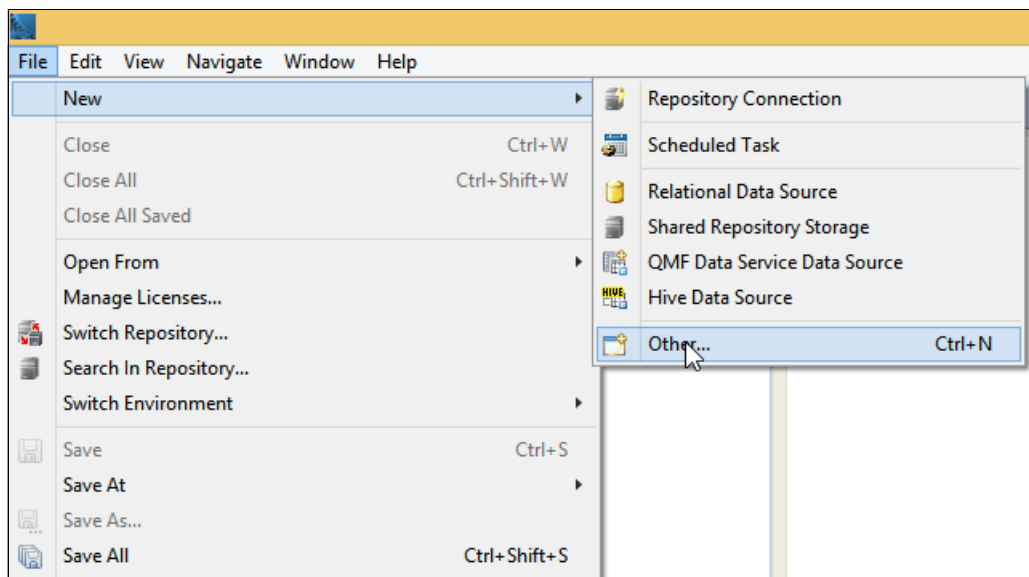 File Edit View Navigate Window Help
New
Close Ctrl+W
Close All Ctrl+Shift+W
Close All Saved
Open From
Manage Licenses...
Switch Repository...
Search In Repository...
Switch Environment
Save Ctrl+S
Save At
Save As...
Save All Ctrl+Shift+S
Repository Connection
Scheduled Task
Relational Data Source
Shared Repository Storage
QMF Data Service Data Source
HIVE Hive Data Source
Other... Ctrl+N